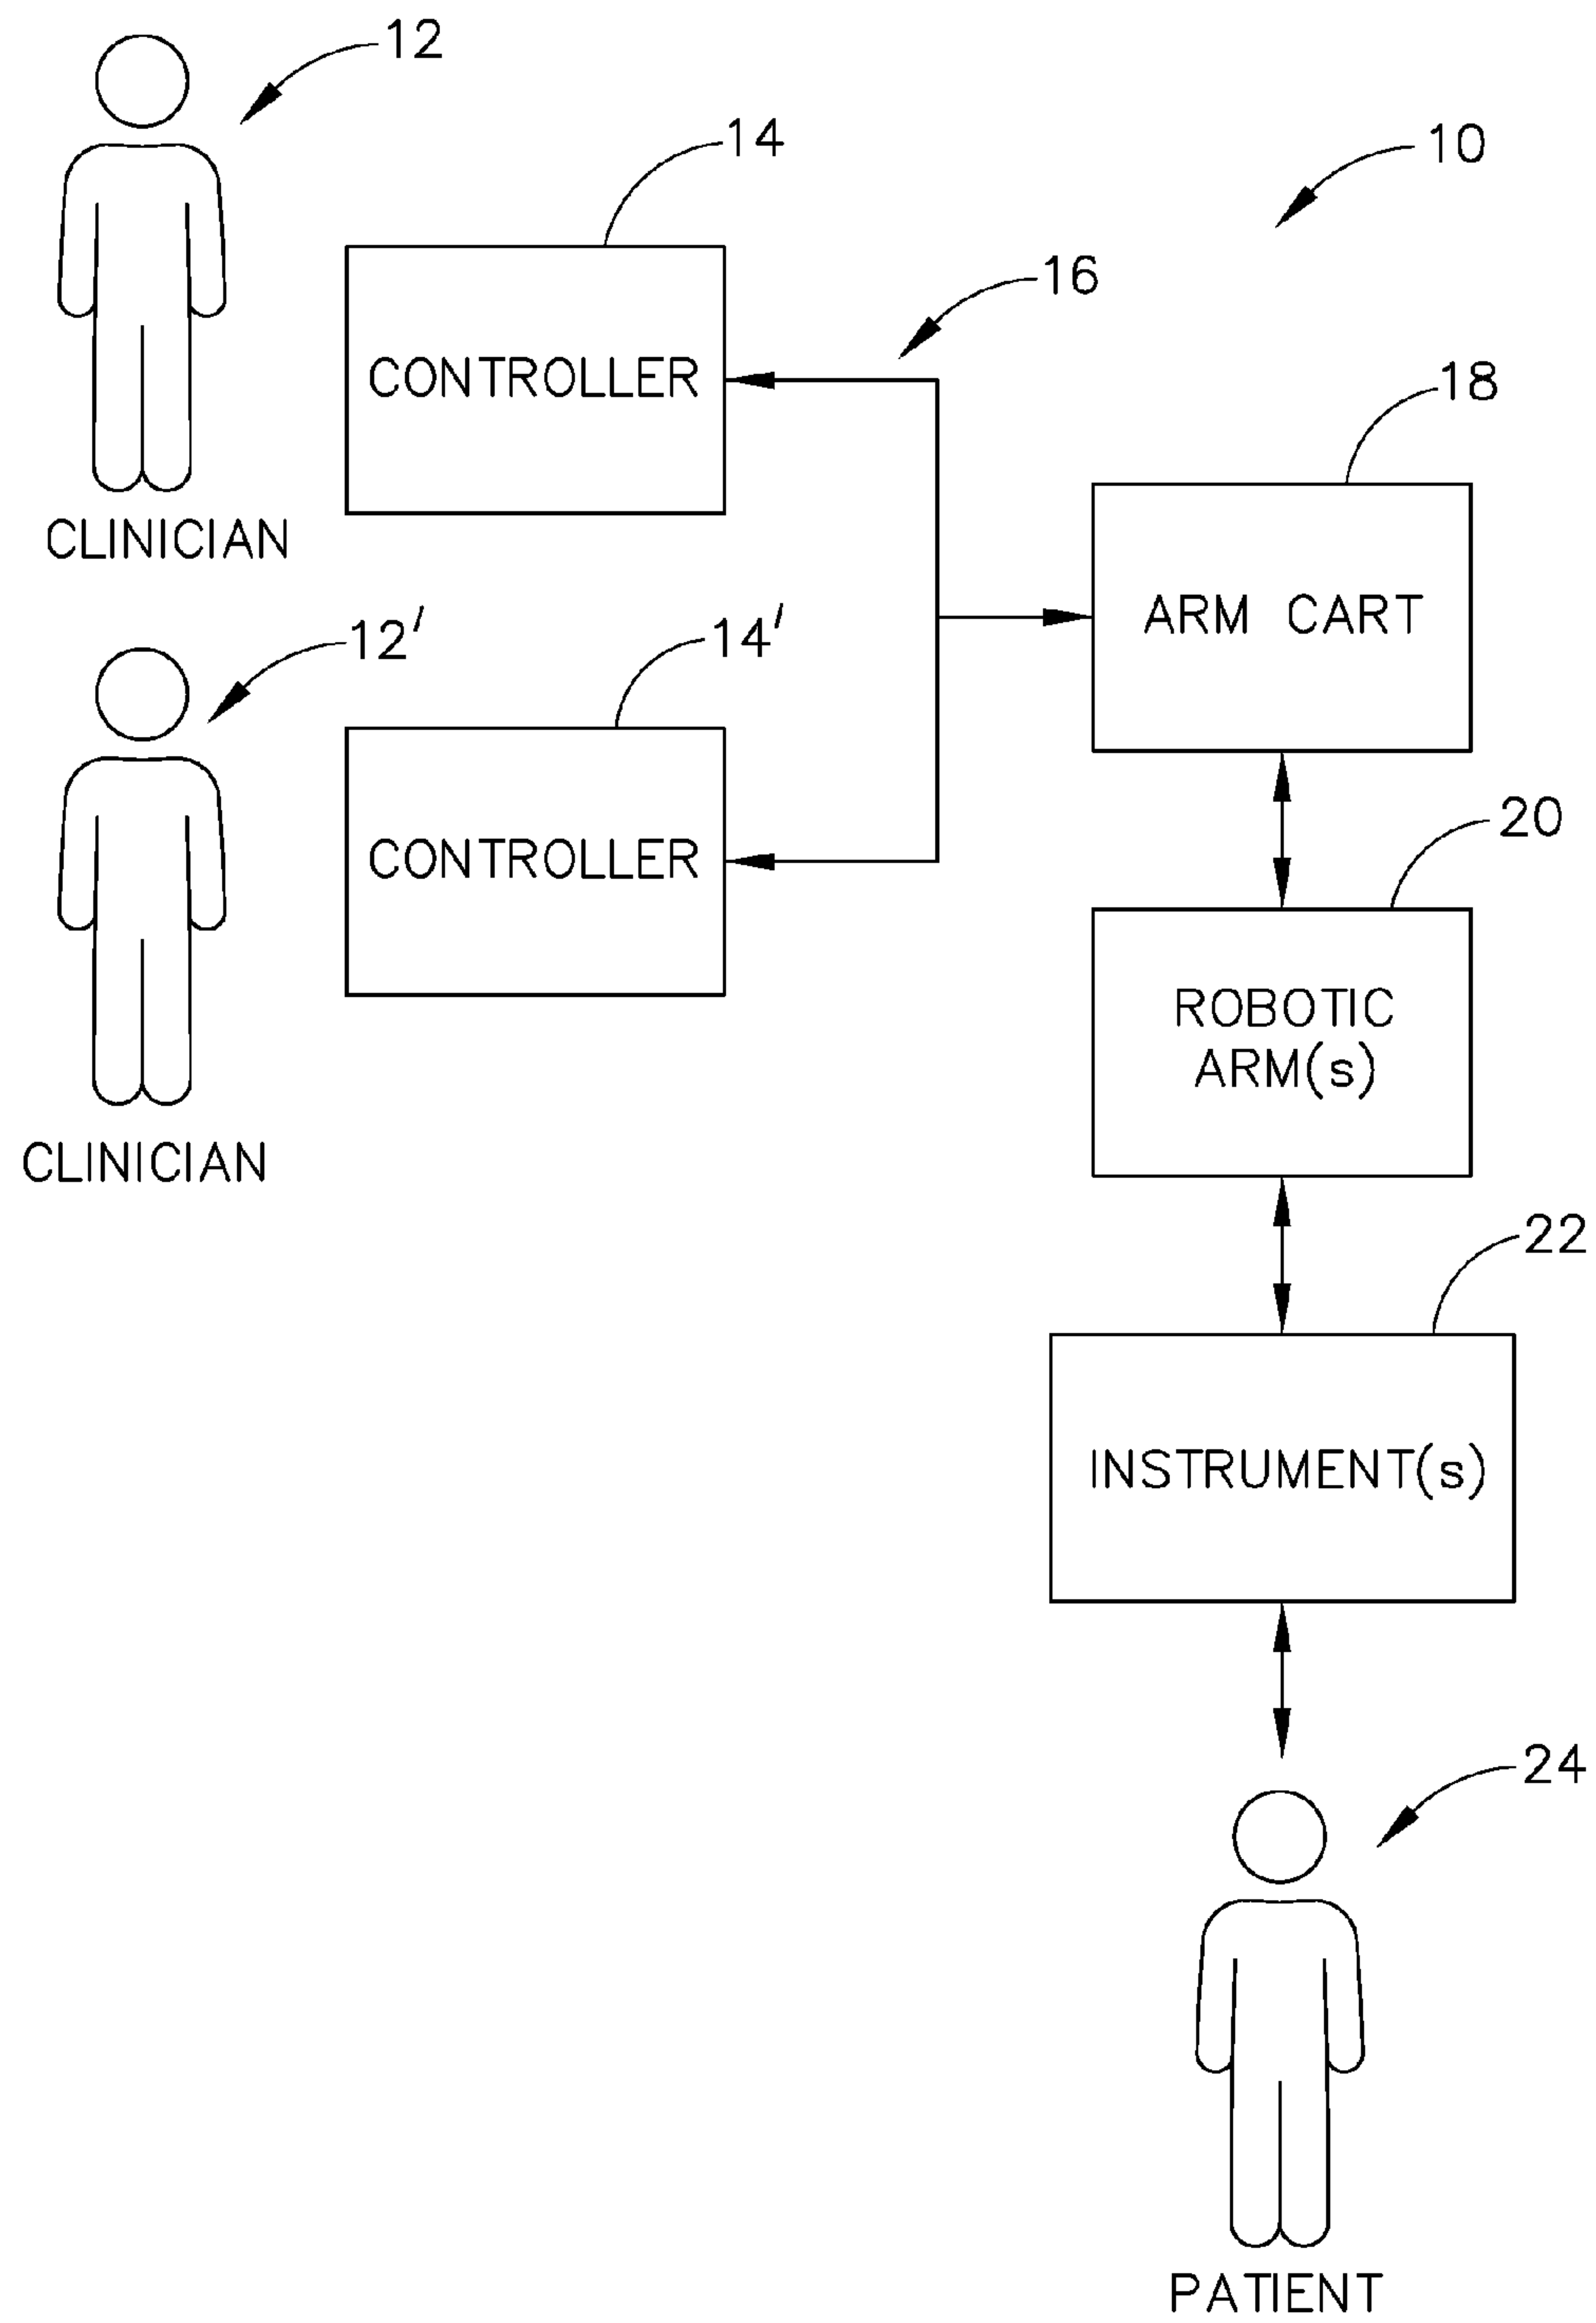 12
14
10
16
CONTROLLER
18
CLINICIAN
ARM CART
12'
14'
20
CONTROLLER
ROBOTIC
ARM(s)
CLINICIAN
22
INSTRUMENT(s)
24
PATIENT